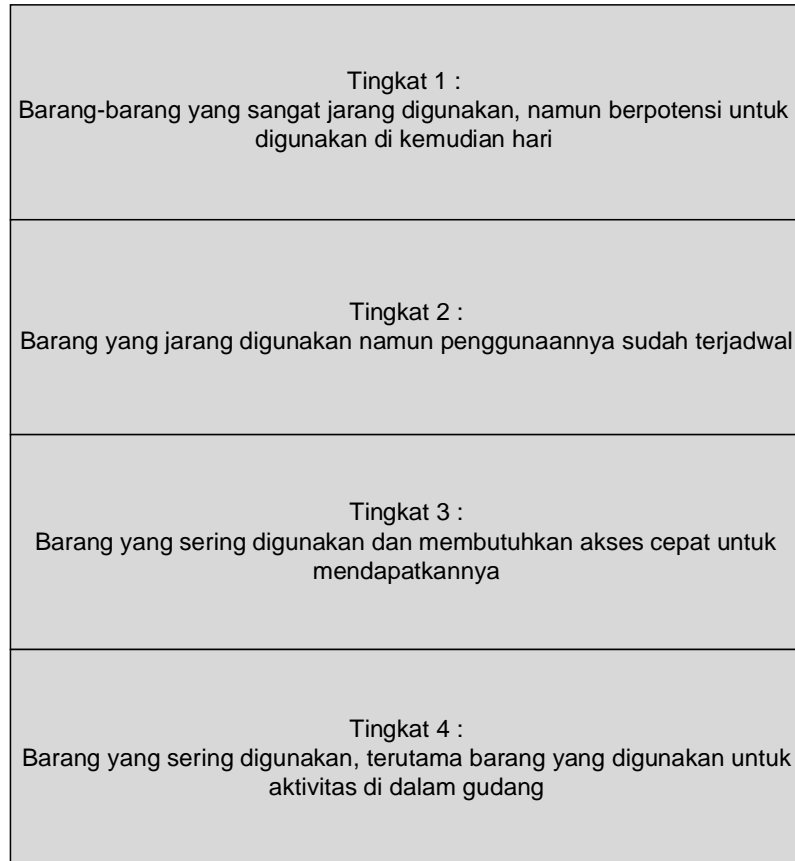 Tingkat 1 :
Barang-barang yang sangat jarang digunakan, namun berpotensi untuk
digunakan di kemudian hari
Tingkat 2 :
Barang yang jarang digunakan namun penggunaannya sudah terjadwal
Tingkat 3 :
Barang yang sering digunakan dan membutuhkan akses cepat untuk
mendapatkannya
Tingkat 4 :
Barang yang sering digunakan, terutama barang yang digunakan untuk
aktivitas di dalam gudang